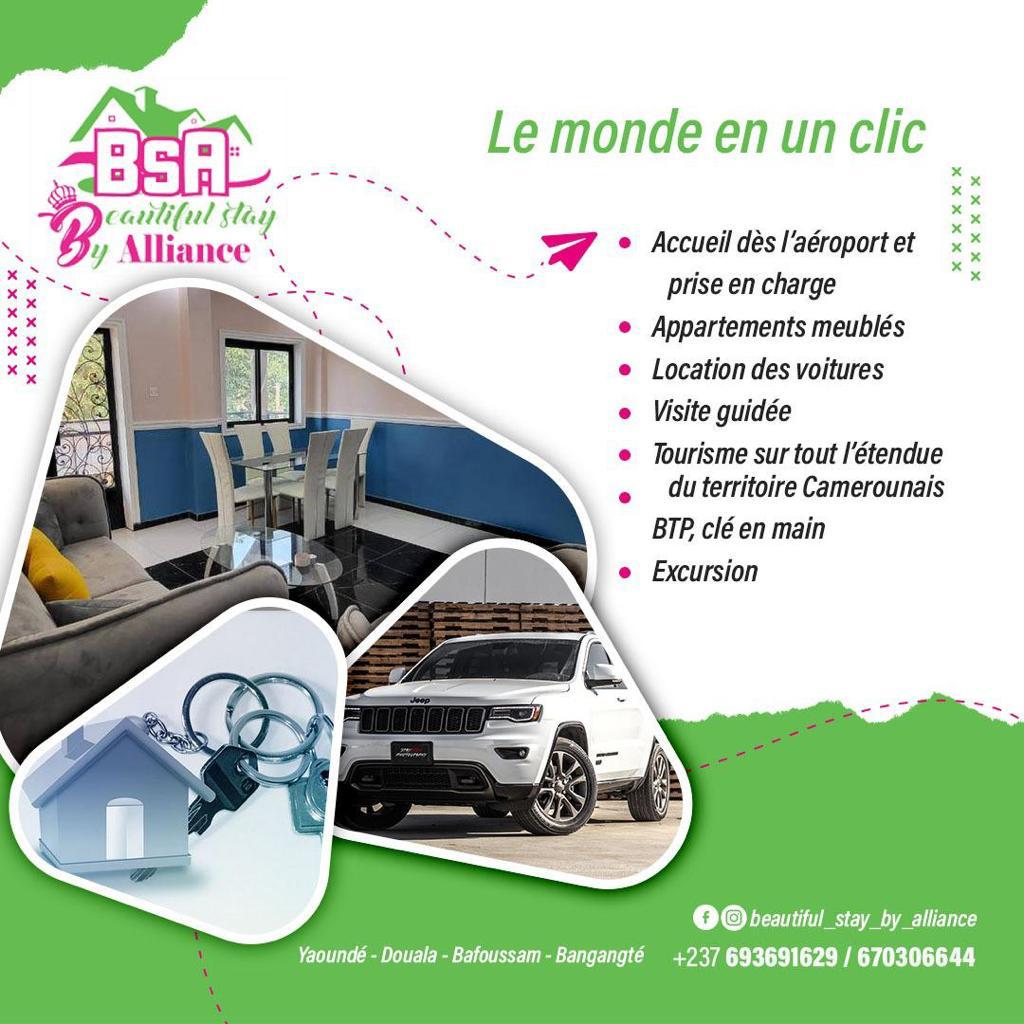 BSA
Beautiful stay
By Alliance
Le monde en un clic
• Accueil dès l'aéroport et
prise en charge
• Appartements meublés
• Location des voitures
• Visite guidée
• Tourisme sur tout l'étendue
• du territoire Camerounais
BTP, clé en main
• Excursion
Jeep
beautiful_stay_by_alliance
Yaoundé - Douala - Bafoussam - Bangangté
+237 693691629 / 670306644